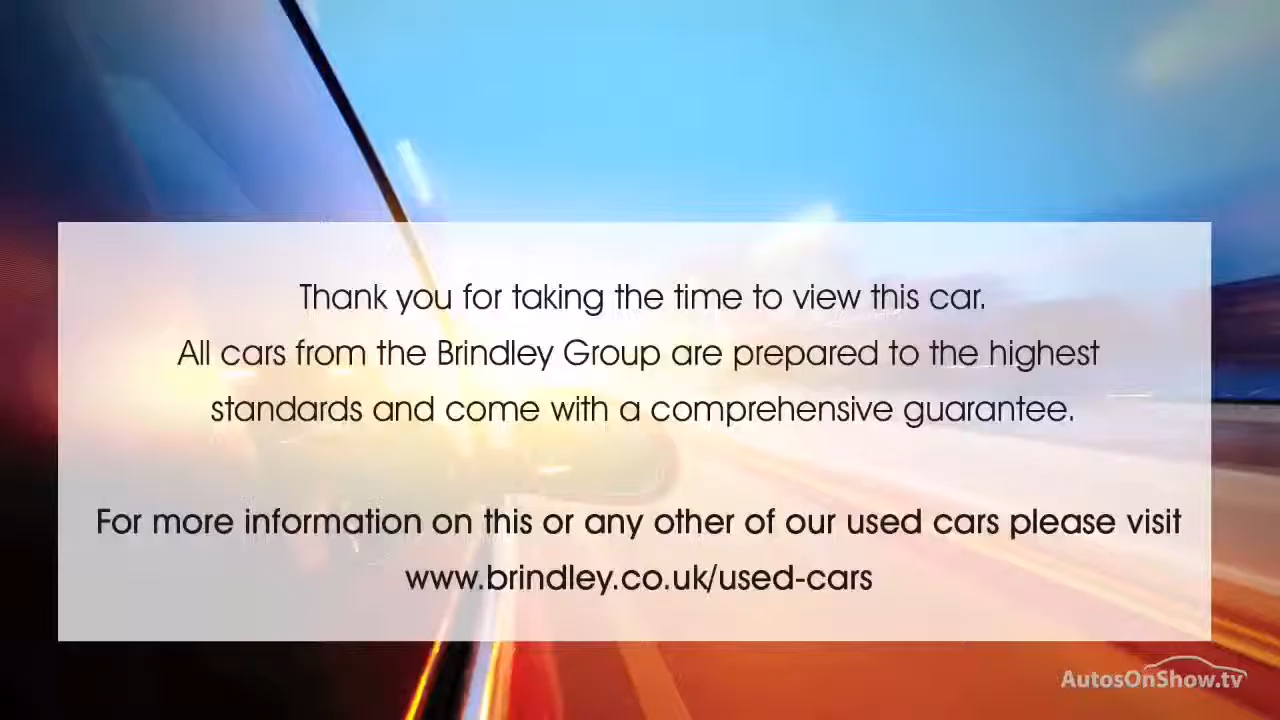 Thank you for taking the time to view this car.
All cars from the Brindley Group are prepared to the highest
standards and come with a comprehensive guarantee.
For more information on this or any other of our used cars please visit
www.brindley.co.uk/used-cars
AutosOnShow.tv